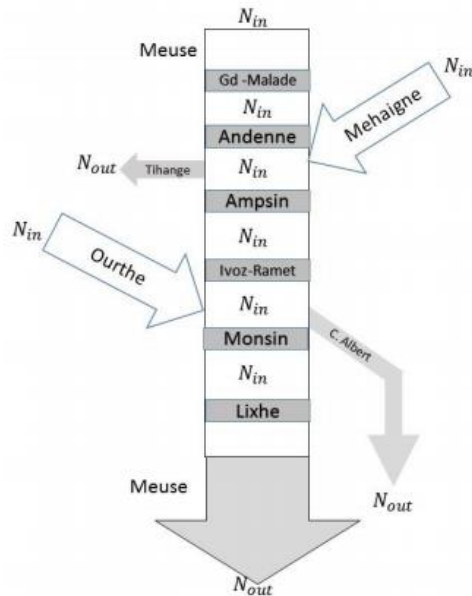 N_in
Meuse
N_in
Gd -Malade
Mehaigne
N_in
Andenne
N_out
Tihange
N_in
Ampsin
N_in
Ourthe
N_in
Ivoz-Ramet
N_in
C. Albert
Monsin
N_in
Lixhe
Meuse
N_out
N_out